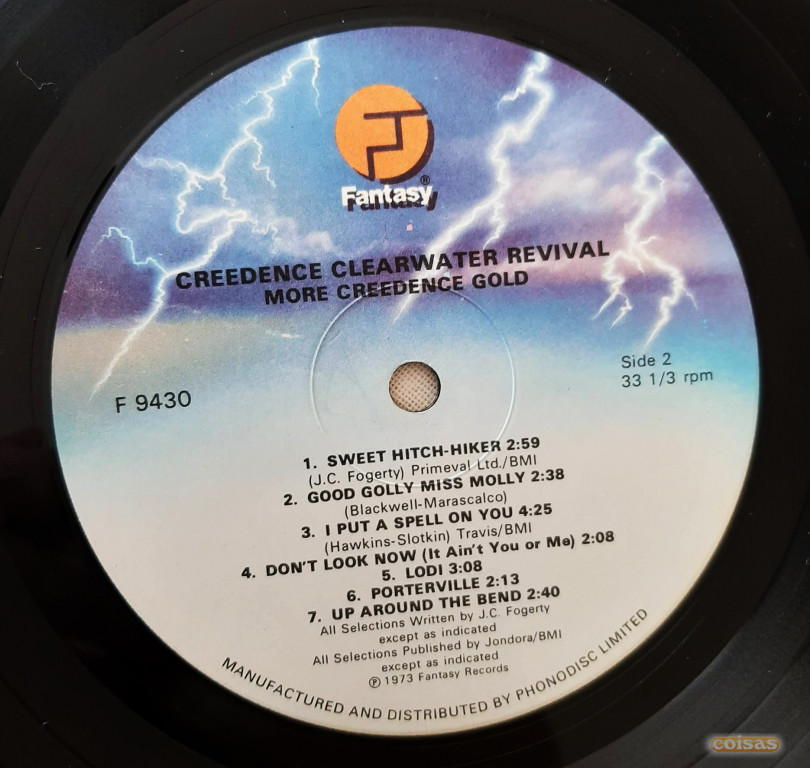 Fantasy®
CREEDENCE CLEARWATER REVIVAL
MORE CREEDENCE GOLD
Side 2
33 1/3 rpm
F 9430
1. SWEET HITCH-HIKER 2:59
(J.C. Fogerty) Primeval Ltd./BMI
2. GOOD GOLLY MISS MOLLY 2:38
(Blackwell-Marascalco)
3. I PUT A SPELL ON YOU 4:25
(Hawkins-Slotkin) Travis/BMI
4. DON'T LOOK NOW (It Ain't You or Me) 2:08
5. LODI 3:08
6. PORTERVILLE 2:13
7. UP AROUND THE BEND 2:40
All Selections Written by J.C. Fogerty
except as indicated
All Selections Published by Jondora/BMI
except as indicated
℗ 1973 Fantasy Records
MANUFACTURED AND DISTRIBUTED BY PHONODISC LIMITED
coisas